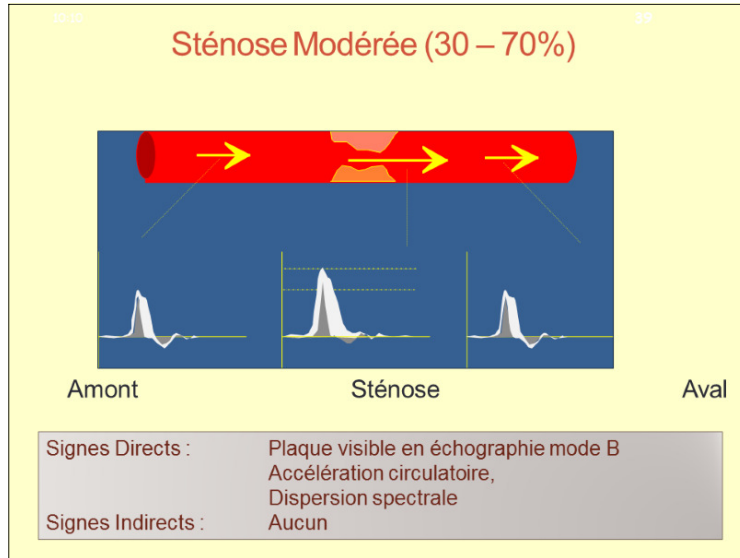 Sténose Modérée (30 – 70%)
Amont Sténose Aval
Signes Directs : Plaque visible en échographie mode B
Accélération circulatoire,
Dispersion spectrale
Signes Indirects : Aucun